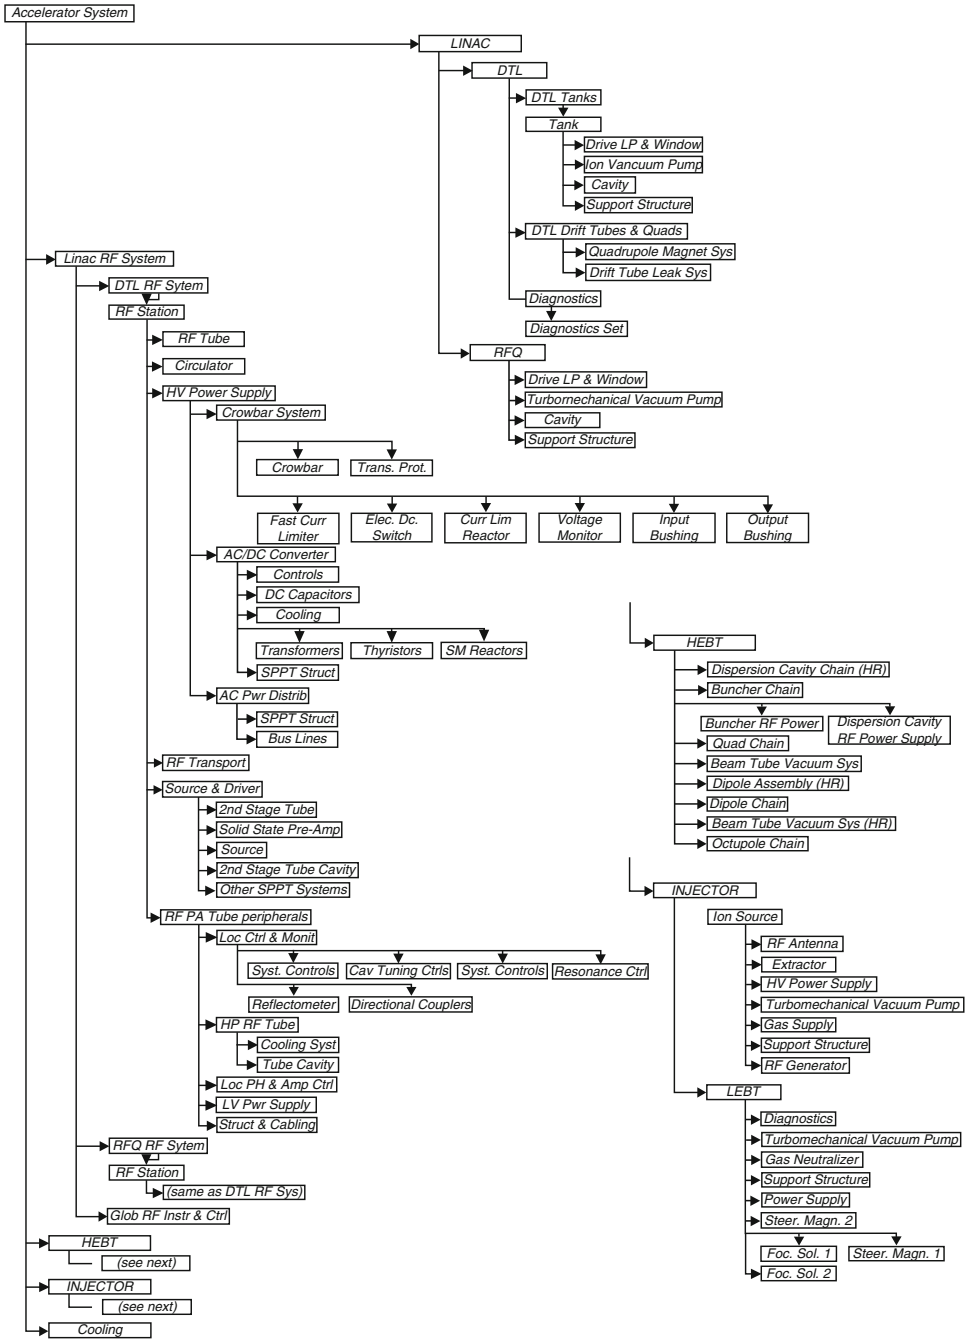 Accelerator System
LINAC
DTL
DTL Tanks
Tank
Drive LP & Window
Ion Vancuum Pump
Cavity
Support Structure
DTL Drift Tubes & Quads
Quadrupole Magnet Sys
Drift Tube Leak Sys
Diagnostics
Diagnostics Set
RFQ
Drive LP & Window
Turbornechanical Vacuum Pump
Cavity
Support Structure
Linac RF System
DTL RF Sytem
RF Station
RF Tube
Circulator
HV Power Supply
Crowbar System
Crowbar
Trans. Prot.
Fast Curr
Limiter
Elec. Dc.
Switch
Curr Lim
Reactor
Voltage
Monitor
Input
Bushing
Output
Bushing
AC/DC Converter
Controls
DC Capacitors
Cooling
Transformers
Thyristors
SM Reactors
SPPT Struct
AC Pwr Distrib
SPPT Struct
Bus Lines
RF Transport
Source & Driver
2nd Stage Tube
Solid State Pre-Amp
Source
2nd Stage Tube Cavity
Other SPPT Systems
RF PA Tube peripherals
Loc Ctrl & Monit
Syst. Controls
Cav Tuning Ctrls
Syst. Controls
Resonance Ctrl
Reflectometer
Directional Couplers
HP RF Tube
Cooling Syst
Tube Cavity
Loc PH & Amp Ctrl
LV Pwr Supply
Struct & Cabling
RFQ RF Sytem
RF Station
(same as DTL RF Sys)
Glob RF Instr & Ctrl
HEBT
(see next)
INJECTOR
(see next)
Cooling
HEBT
Dispersion Cavity Chain (HR)
Buncher Chain
Buncher RF Power
Dispersion Cavity
RF Power Supply
Quad Chain
Beam Tube Vacuum Sys
Dipole Assembly (HR)
Dipole Chain
Beam Tube Vacuum Sys (HR)
Octupole Chain
INJECTOR
Ion Source
RF Antenna
Extractor
HV Power Supply
Turbomechanical Vacuum Pump
Gas Supply
Support Structure
RF Generator
LEBT
Diagnostics
Turbomechanical Vacuum Pump
Gas Neutralizer
Support Structure
Power Supply
Steer. Magn. 2
Foc. Sol. 1
Steer. Magn. 1
Foc. Sol. 2